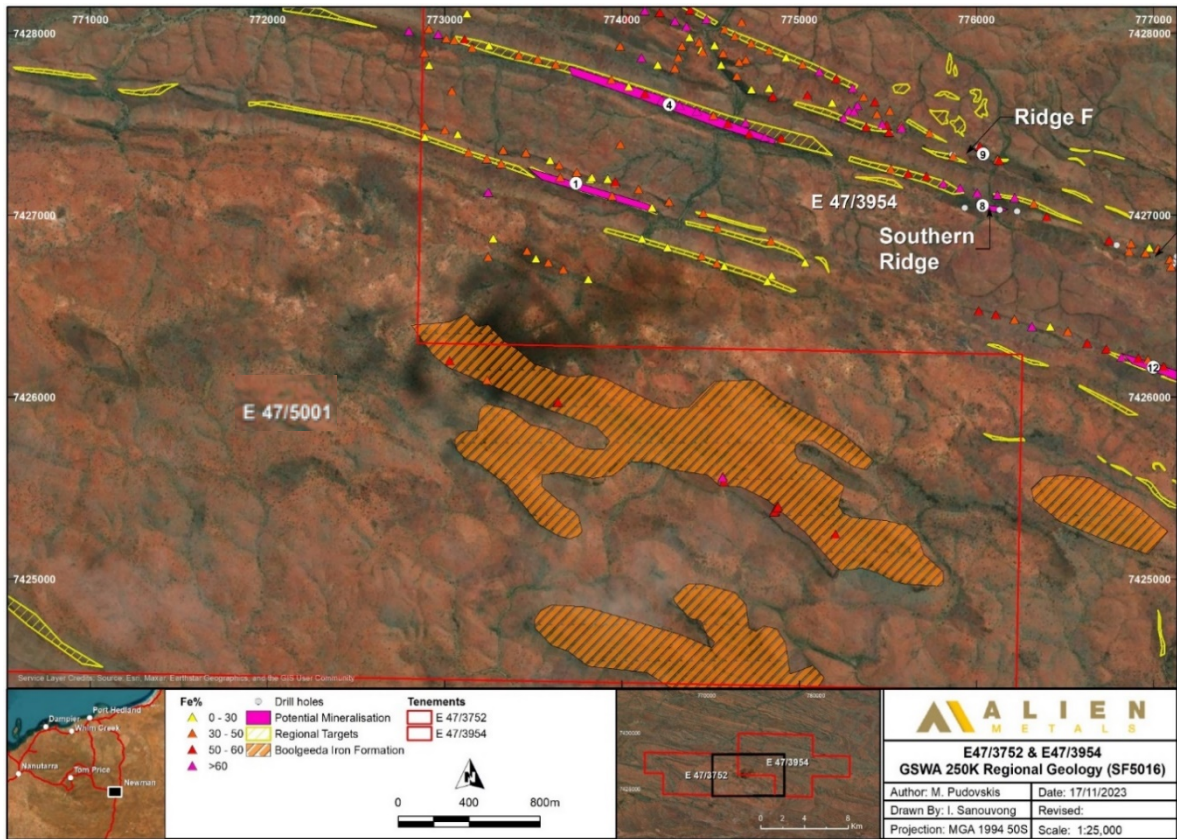 771000
772000
773000
774000
775000
776000
777000
7428000
7428000
4
Ridge F
9
1
E 47/3954
8
7427000
7427000
Southern
Ridge
12
7426000
7426000
E 47/5001
7425000
7425000
Service Layer Credits: Source: Esri, Maxar, Earthstar Geographics, and the GIS User Community
Port Hedland
Dampier
Whim Creek
Nanutarra
Tom Price
Newman
Fe%
0 - 30
30 - 50
50 - 60
>60
Drill holes
Potential Mineralisation
Regional Targets
Boolgeeda Iron Formation
Tenements
E 47/3752
E 47/3954
0 400 800m
E 47/3954
E 47/3752
0 2 4 8
Km
ALIEN
METALS
E47/3752 & E47/3954
GSWA 250K Regional Geology (SF5016)
Author: M. Pudovskis
Date: 17/11/2023
Drawn By: I. Sanouvong
Revised:
Projection: MGA 1994 50S
Scale: 1:25,000